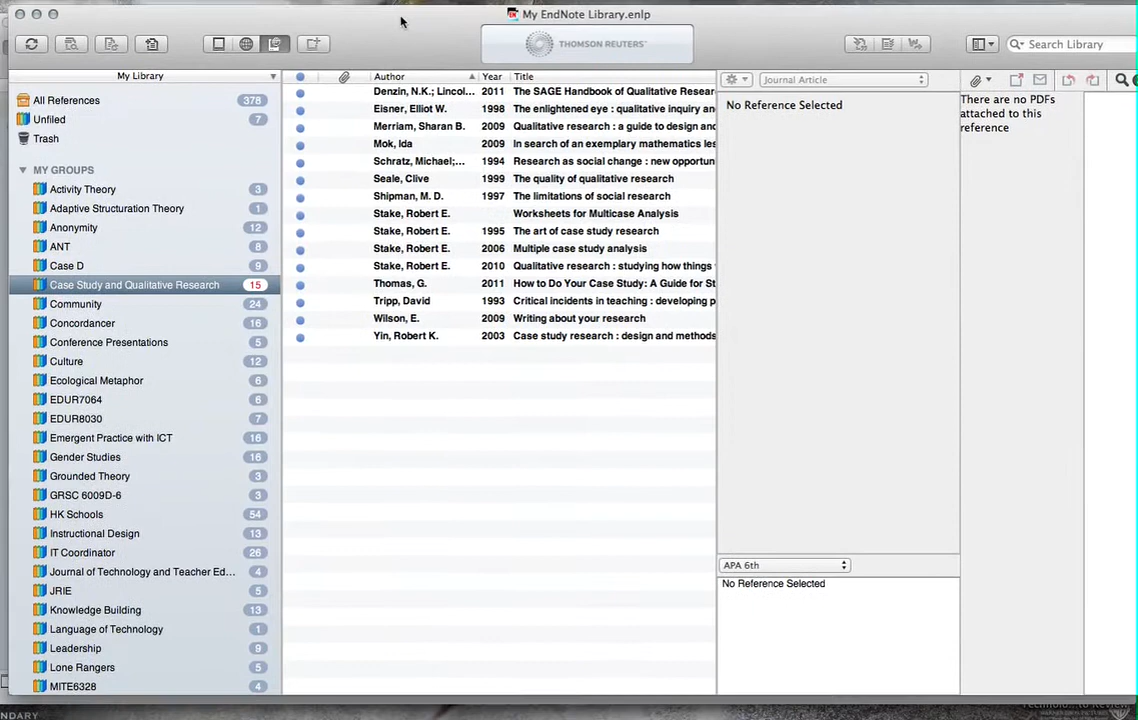 My EndNote Library.enlp
THOMSON REUTERS
Search Library
My Library
All References 378
Unfiled 7
Trash
MY GROUPS
Activity Theory 3
Adaptive Structuration Theory 1
Anonymity 12
ANT 8
Case D 9
Case Study and Qualitative Research 15
Community 24
Concordancer 16
Conference Presentations 5
Culture 12
Ecological Metaphor 6
EDUR7064 6
EDUR8030 7
Emergent Practice with ICT 16
Gender Studies 16
Grounded Theory 3
GRSC 6009D-6 3
HK Schools 54
Instructional Design 13
IT Coordinator 26
Journal of Technology and Teacher Ed... 4
JRIE 5
Knowledge Building 13
Language of Technology 1
Leadership 9
Lone Rangers 5
MITE6328 4
Author Year Title
Denzin, N.K.; Lincol... 2011 The SAGE Handbook of Qualitative Resear
Eisner, Elliot W. 1998 The enlightened eye : qualitative inquiry an
Merriam, Sharan B. 2009 Qualitative research : a guide to design and
Mok, Ida 2009 In search of an exemplary mathematics les
Schratz, Michael;... 1994 Research as social change : new opportun
Seale, Clive 1999 The quality of qualitative research
Shipman, M. D. 1997 The limitations of social research
Stake, Robert E. Worksheets for Multicase Analysis
Stake, Robert E. 1995 The art of case study research
Stake, Robert E. 2006 Multiple case study analysis
Stake, Robert E. 2010 Qualitative research : studying how things
Thomas, G. 2011 How to Do Your Case Study: A Guide for St
Tripp, David 1993 Critical incidents in teaching : developing p
Wilson, E. 2009 Writing about your research
Yin, Robert K. 2003 Case study research : design and methods
Journal Article
No Reference Selected
APA 6th
No Reference Selected
There are no PDFs
attached to this
reference
NDARY